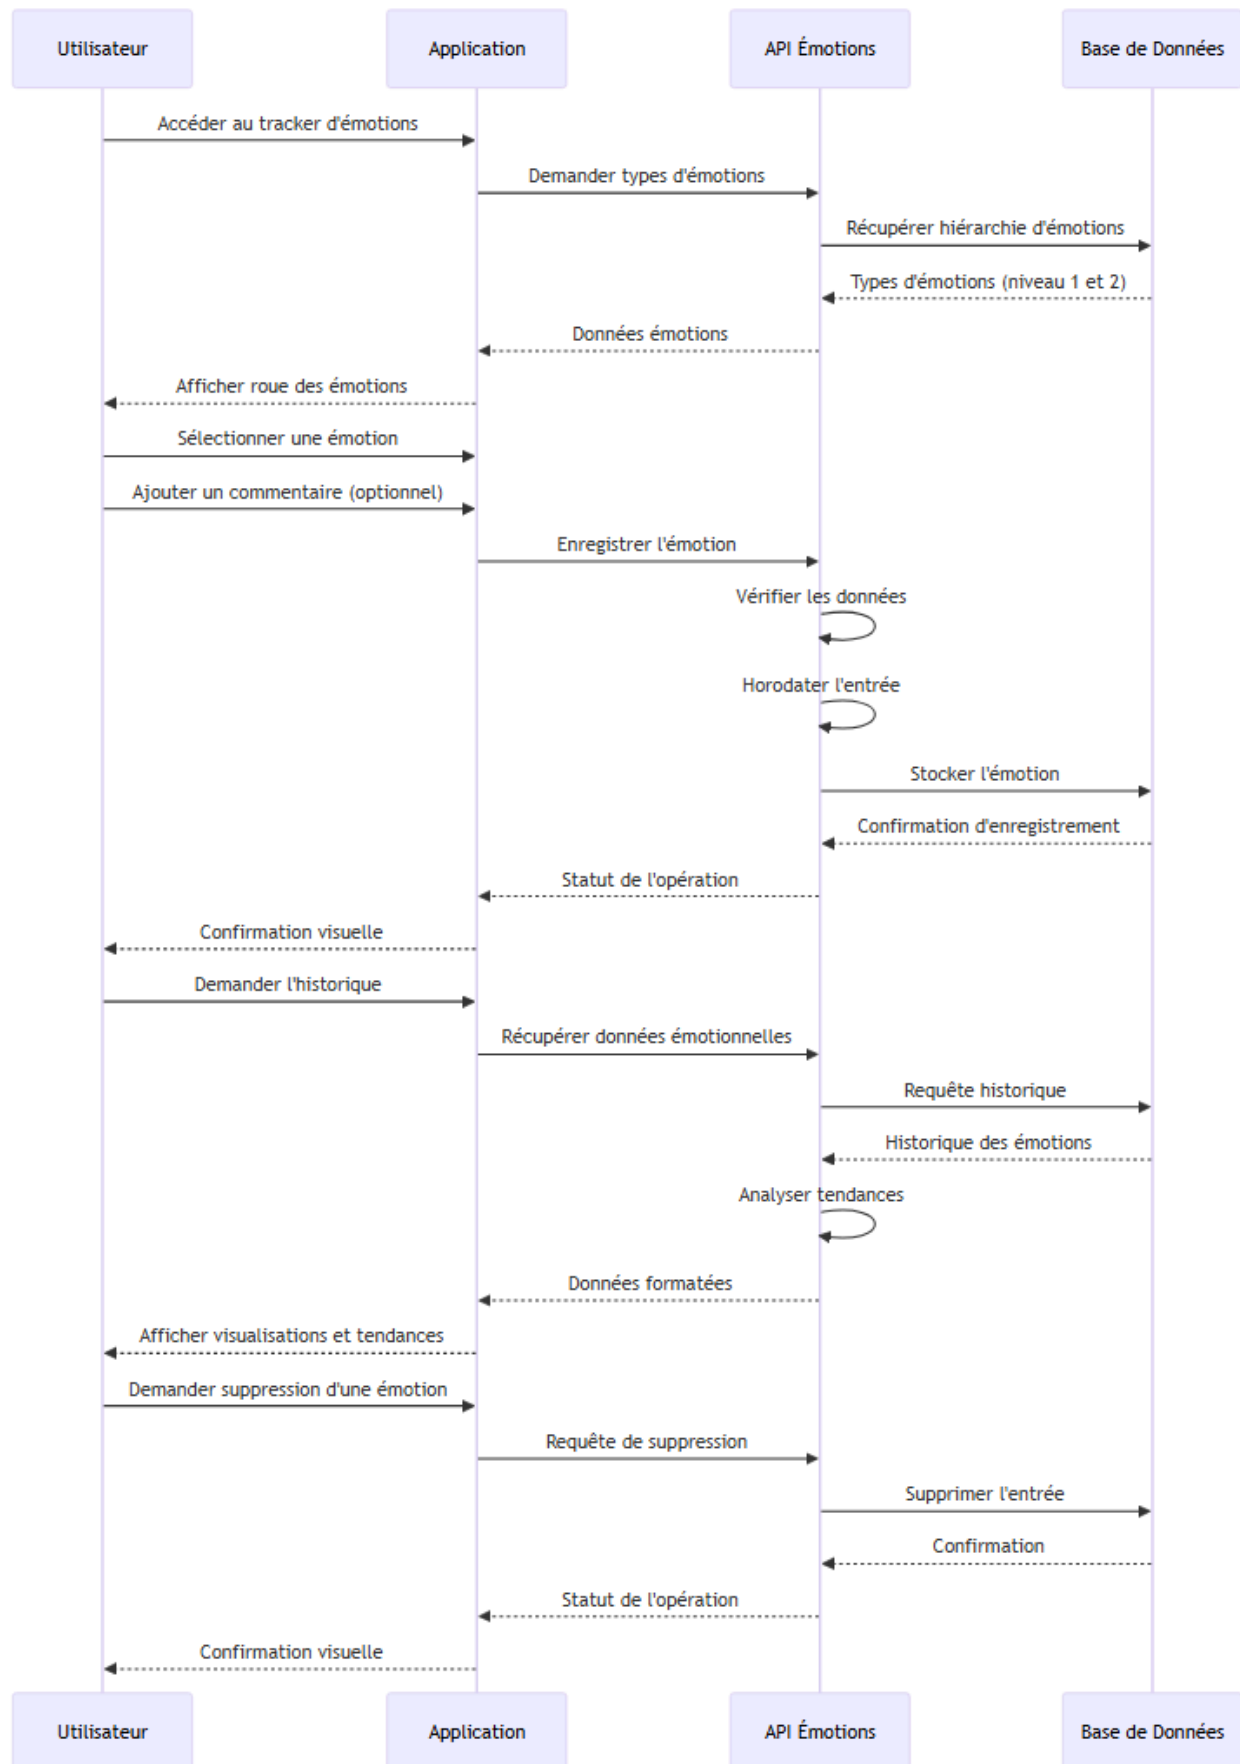 Utilisateur
Application
API Émotions
Base de Données
Accéder au tracker d'émotions
Demander types d'émotions
Récupérer hiérarchie d'émotions
Types d'émotions (niveau 1 et 2)
Données émotions
Afficher roue des émotions
Sélectionner une émotion
Ajouter un commentaire (optionnel)
Enregistrer l'émotion
Vérifier les données
Horodater l'entrée
Stocker l'émotion
Confirmation d'enregistrement
Statut de l'opération
Confirmation visuelle
Demander l'historique
Récupérer données émotionnelles
Requête historique
Historique des émotions
Analyser tendances
Données formatées
Afficher visualisations et tendances
Demander suppression d'une émotion
Requête de suppression
Supprimer l'entrée
Confirmation
Statut de l'opération
Confirmation visuelle
Utilisateur
Application
API Émotions
Base de Données